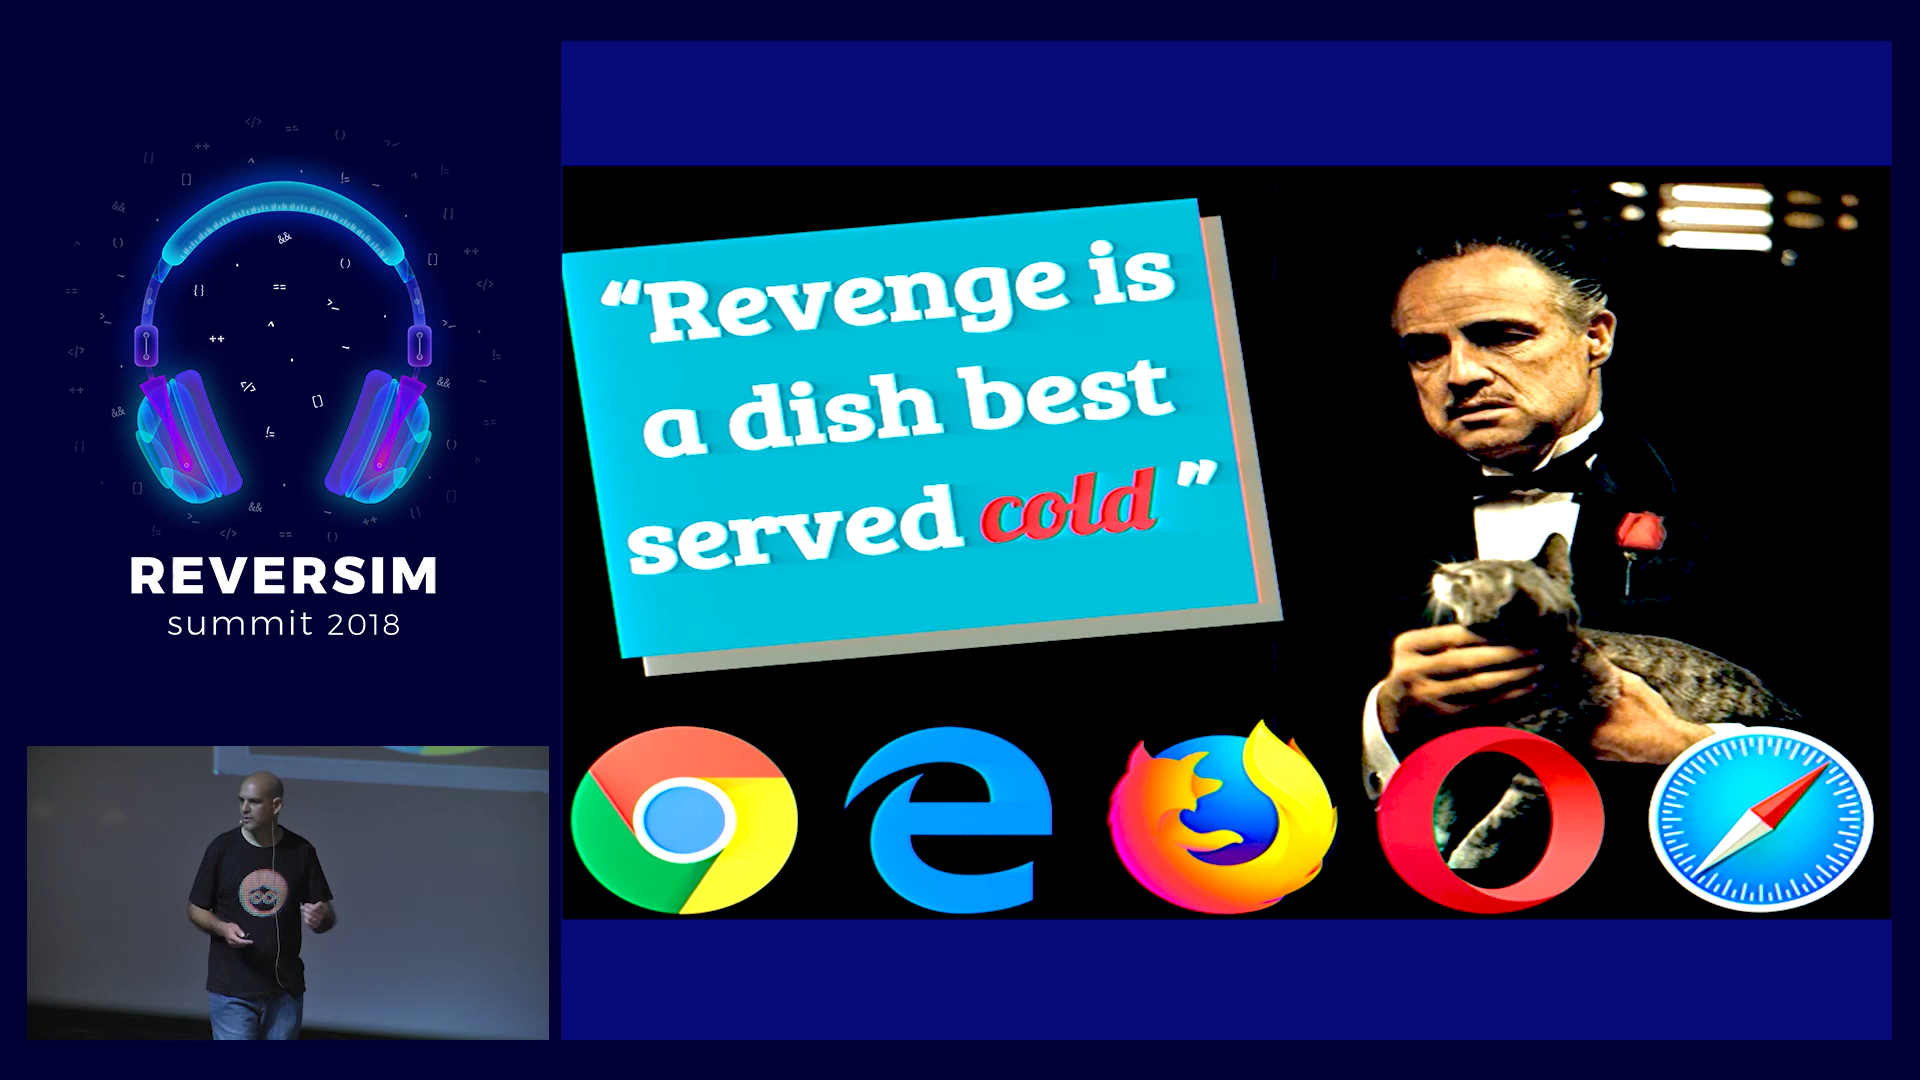 REVERSIM
summit 2018
“Revenge is
a dish best
served cold”